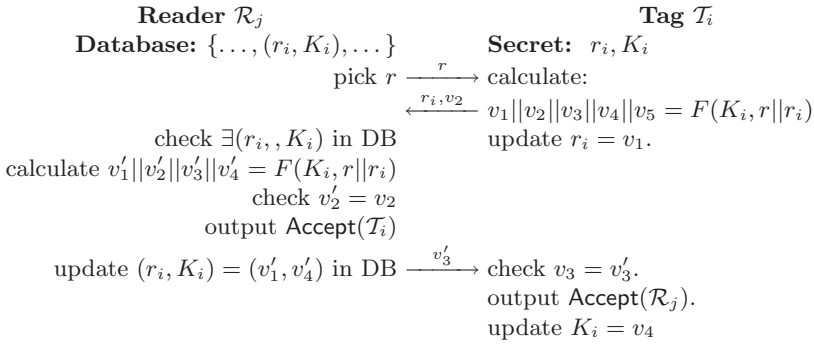 Reader R_j Tag T_i
Database: {..., (r_i, K_i), ...} Secret: r_i, K_i
pick r —r→ calculate:
←r_i, v_2— v_1||v_2||v_3||v_4||v_5 = F(K_i, r||r_i)
check ∃(r_i, , K_i) in DB update r_i = v_1.
calculate v'_1||v'_2||v'_3||v'_4 = F(K_i, r||r_i)
check v'_2 = v_2
output Accept(T_i)
update (r_i, K_i) = (v'_1, v'_4) in DB —v'_3→ check v_3 = v'_3.
output Accept(R_j).
update K_i = v_4